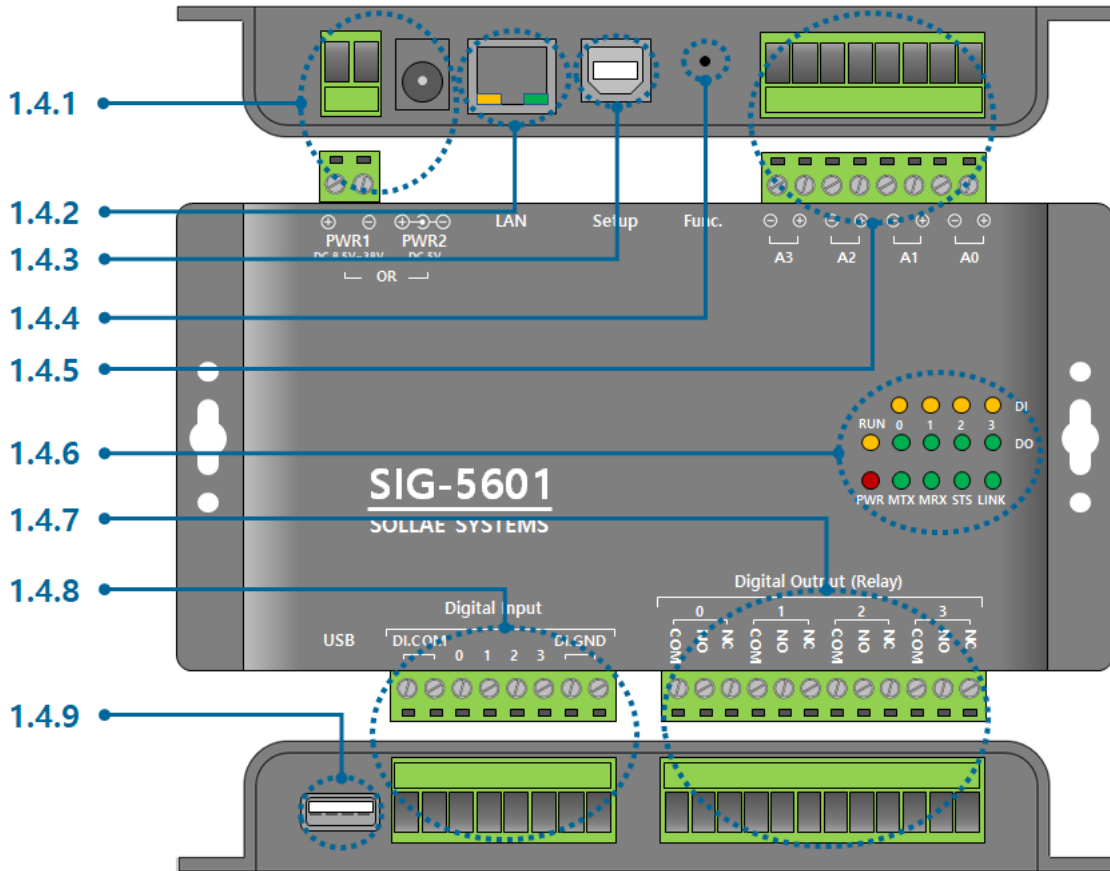 1.4.1
1.4.2
1.4.3
1.4.4
1.4.5
1.4.6
1.4.7
1.4.8
1.4.9
PWR1
DC 8.5V~38V
PWR2
DC 5V
OR
LAN
Setup
Func.
A3 A2 A1 A0
DI
RUN 0 1 2 3
DO
PWR MTX MRX STS LINK
SIG-5601
SOLLAE SYSTEMS
Digital Output (Relay)
0 1 2 3
COM NO NC COM NO NC COM NO NC COM NO NC
Digital Input
USB
DI.COM 0 1 2 3 DI.GND